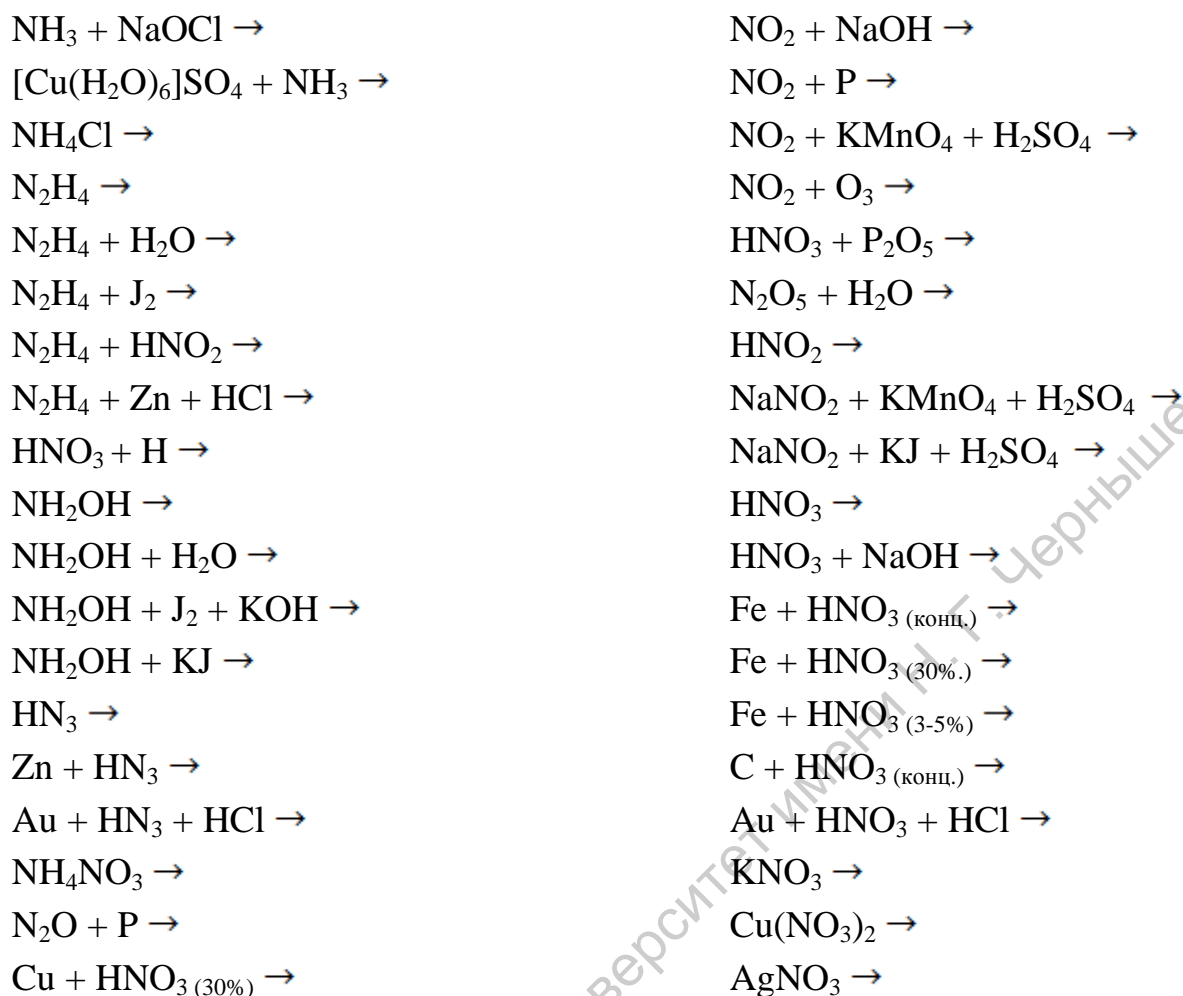 NH₃ + NaOCl →
[Cu(H₂O)₆]SO₄ + NH₃ →
NH₄Cl →
N₂H₄ →
N₂H₄ + H₂O →
N₂H₄ + J₂ →
N₂H₄ + HNO₂ →
N₂H₄ + Zn + HCl →
HNO₃ + H →
NH₂OH →
NH₂OH + H₂O →
NH₂OH + J₂ + KOH →
NH₂OH + KJ →
HN₃ →
Zn + HN₃ →
Au + HN₃ + HCl →
NH₄NO₃ →
N₂O + P →
Cu + HNO₃ (30%) →
NO₂ + NaOH →
NO₂ + P →
NO₂ + KMnO₄ + H₂SO₄ →
NO₂ + O₃ →
HNO₃ + P₂O₅ →
N₂O₅ + H₂O →
HNO₂ →
NaNO₂ + KMnO₄ + H₂SO₄ →
NaNO₂ + KJ + H₂SO₄ →
HNO₃ →
HNO₃ + NaOH →
Fe + HNO₃ (конц.) →
Fe + HNO₃ (30%.) →
Fe + HNO₃ (3-5%) →
C + HNO₃ (конц.) →
Au + HNO₃ + HCl →
KNO₃ →
Cu(NO₃)₂ →
AgNO₃ →
верситет имени Н. Г. Черныше